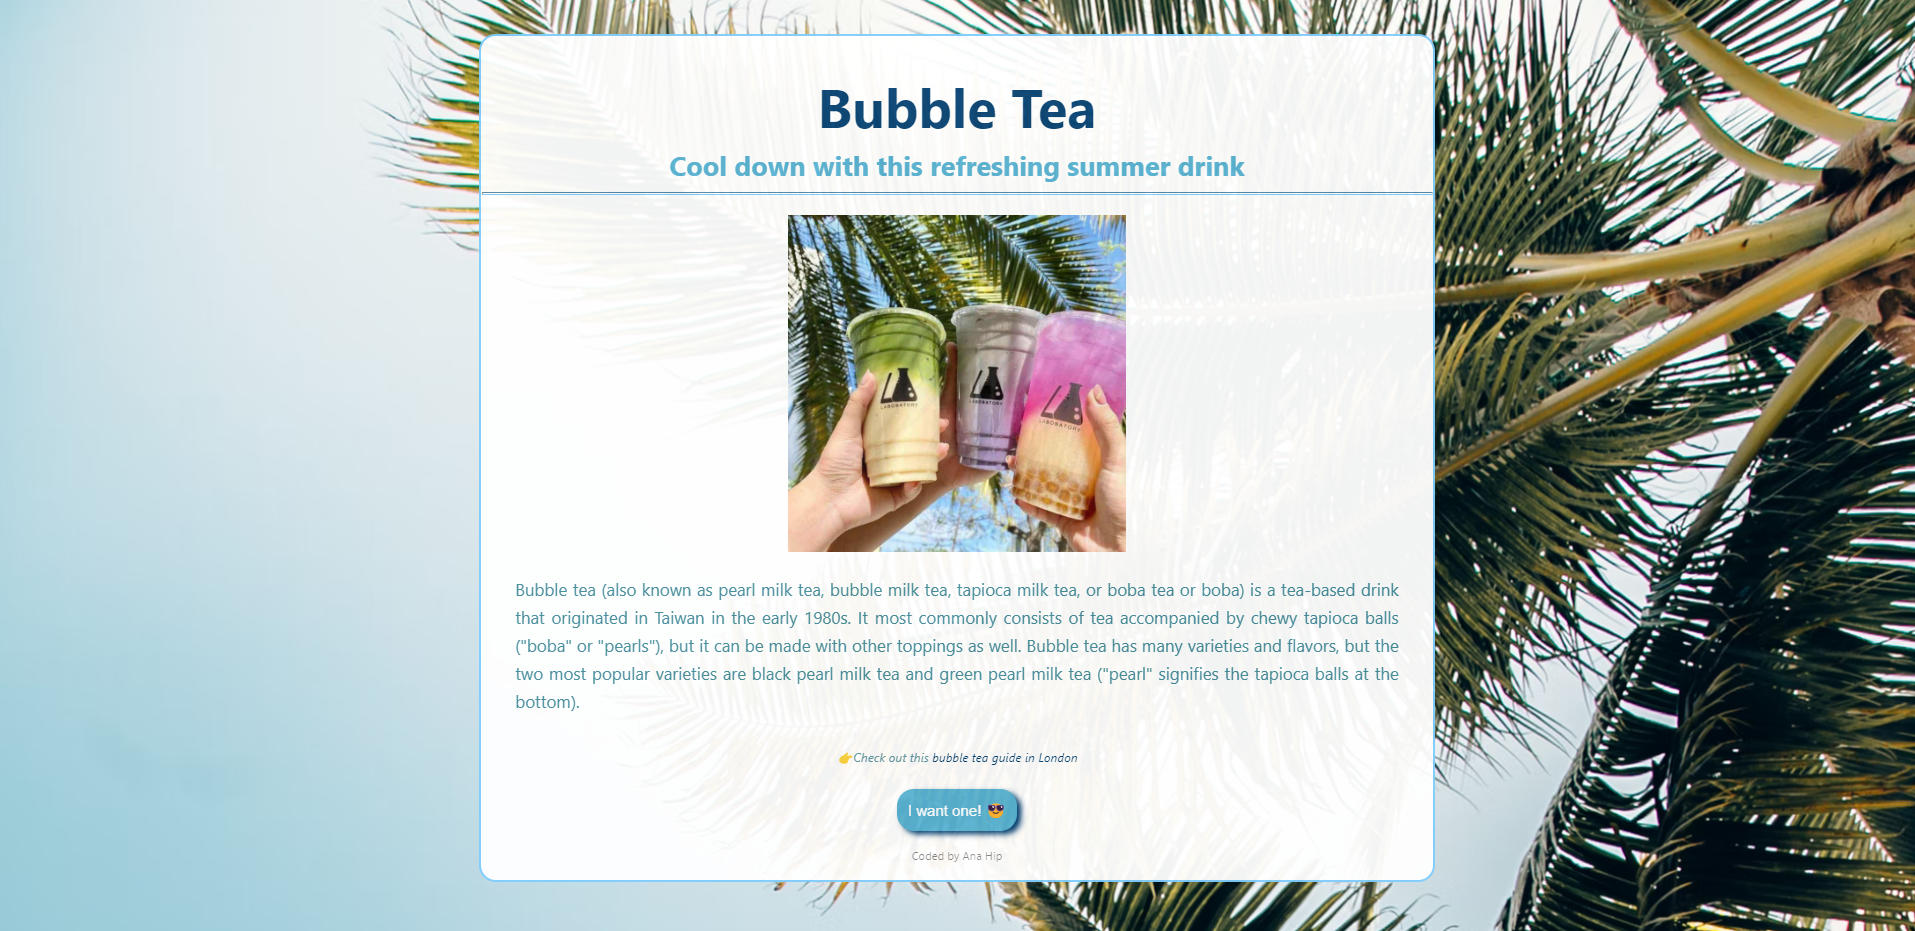 Bubble Tea
Cool down with this refreshing summer drink
LABORATORY
LABORATORY
LABORATORY
Bubble tea (also known as pearl milk tea, bubble milk tea, tapioca milk tea, or boba tea or boba) is a tea-based drink
that originated in Taiwan in the early 1980s. It most commonly consists of tea accompanied by chewy tapioca balls
("boba" or "pearls"), but it can be made with other toppings as well. Bubble tea has many varieties and flavors, but the
two most popular varieties are black pearl milk tea and green pearl milk tea ("pearl" signifies the tapioca balls at the
bottom).
👉Check out this bubble tea guide in London
I want one! 😎
Coded by Ana Hip